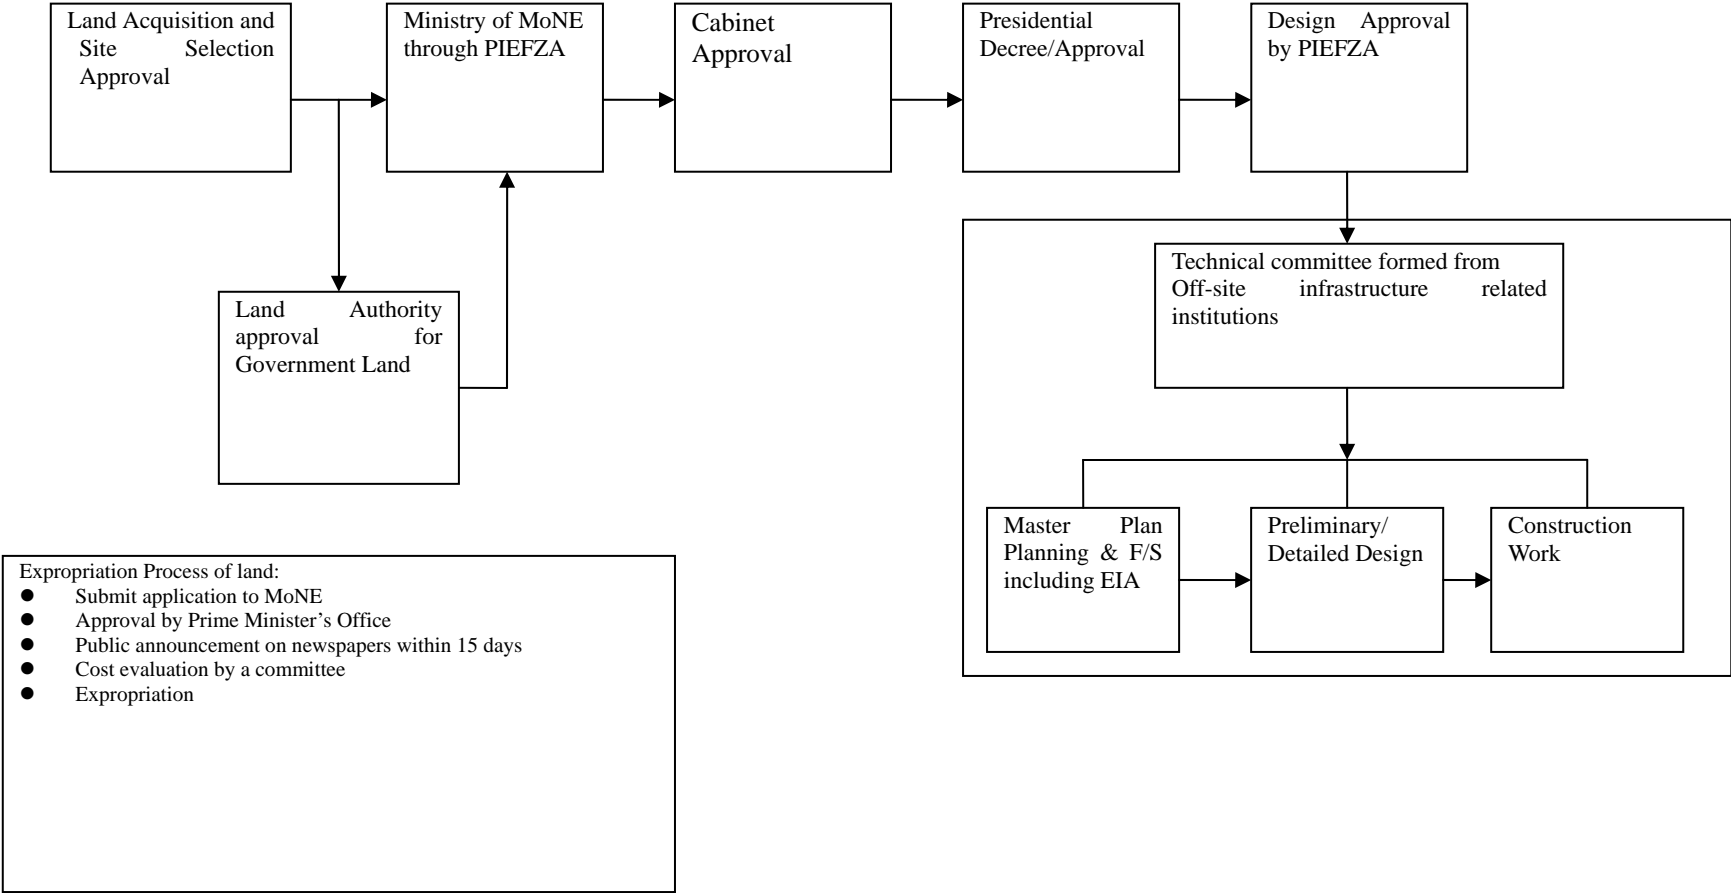 Land Acquisition and
Site Selection
Approval
Ministry of MoNE
through PIEFZA
Cabinet
Approval
Presidential
Decree/Approval
Design Approval
by PIEFZA
Land Authority
approval for
Government Land
Technical committee formed from
Off-site infrastructure related
institutions
Master Plan
Planning & F/S
including EIA
Preliminary/
Detailed Design
Construction
Work
Expropriation Process of land:
● Submit application to MoNE
● Approval by Prime Minister’s Office
● Public announcement on newspapers within 15 days
● Cost evaluation by a committee
● Expropriation